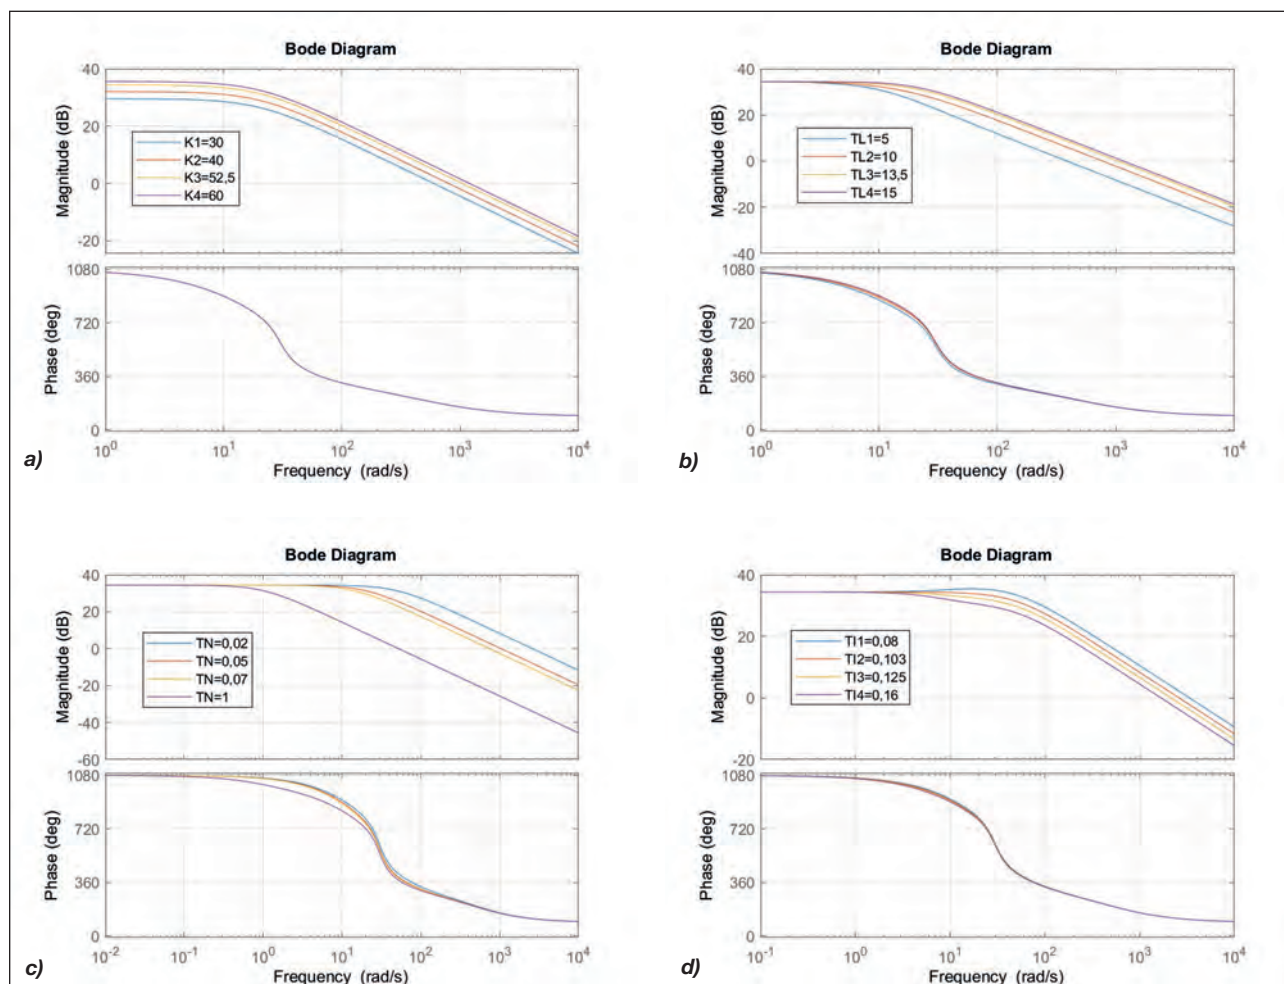 Bode Diagram
Magnitude (dB)
40
20
0
-20
K1=30
K2=40
K3=52,5
K4=60
Phase (deg)
1080
720
360
0
10^0 10^1 10^2 10^3 10^4
Frequency (rad/s)
a)
Bode Diagram
Magnitude (dB)
40
20
0
-20
-40
TL1=5
TL2=10
TL3=13,5
TL4=15
Phase (deg)
1080
720
360
0
10^0 10^1 10^2 10^3 10^4
Frequency (rad/s)
b)
Bode Diagram
Magnitude (dB)
40
20
0
-20
-40
-60
TN=0,02
TN=0,05
TN=0,07
TN=1
Phase (deg)
1080
720
360
0
10^-2 10^-1 10^0 10^1 10^2 10^3 10^4
Frequency (rad/s)
c)
Bode Diagram
Magnitude (dB)
40
20
0
-20
TI1=0,08
TI2=0,103
TI3=0,125
TI4=0,16
Phase (deg)
1080
720
360
0
10^-1 10^0 10^1 10^2 10^3 10^4
Frequency (rad/s)
d)